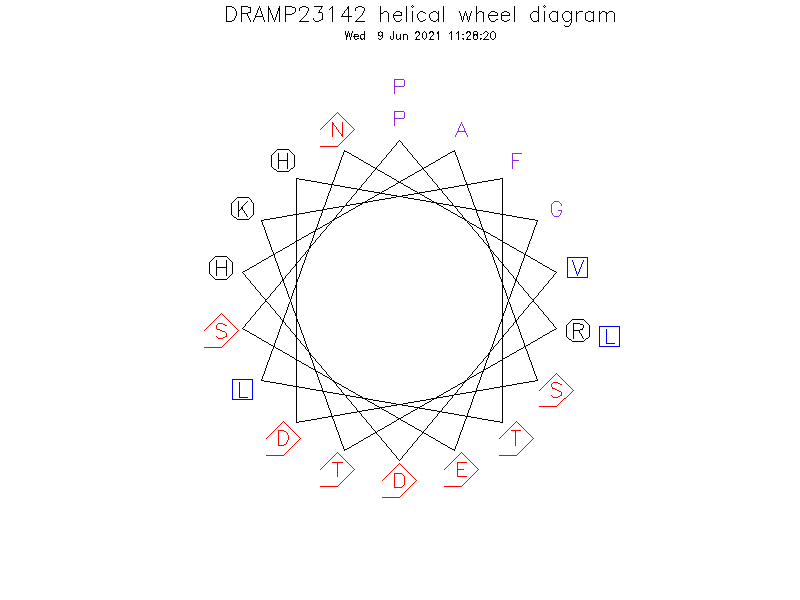 DRAMP23142 helical wheel diagram
Wed 9 Jun 2021 11:28:20
P
N P A
H F
K G
H V
S R L
L S
D T
T D E